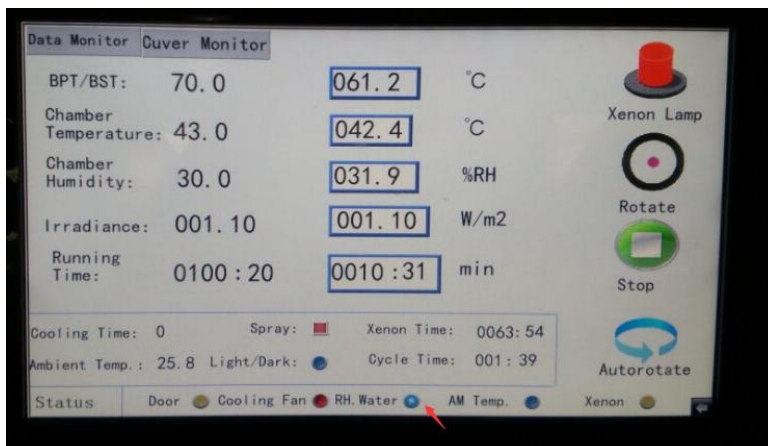 Data Monitor Cuver Monitor
BPT/BST: 70.0 061.2 °C
Chamber
Temperature: 43.0 042.4 °C
Xenon Lamp
Chamber
Humidity: 30.0 031.9 %RH
Irradiance: 001.10 001.10 W/m2
Rotate
Running
Time: 0100:20 0010:31 min
Stop
Cooling Time: 0 Spray: Xenon Time: 0063:54
Ambient Temp.: 25.8 Light/Dark: Cycle Time: 001:39
Autorotate
Status Door Cooling Fan RH.Water AM Temp. Xenon